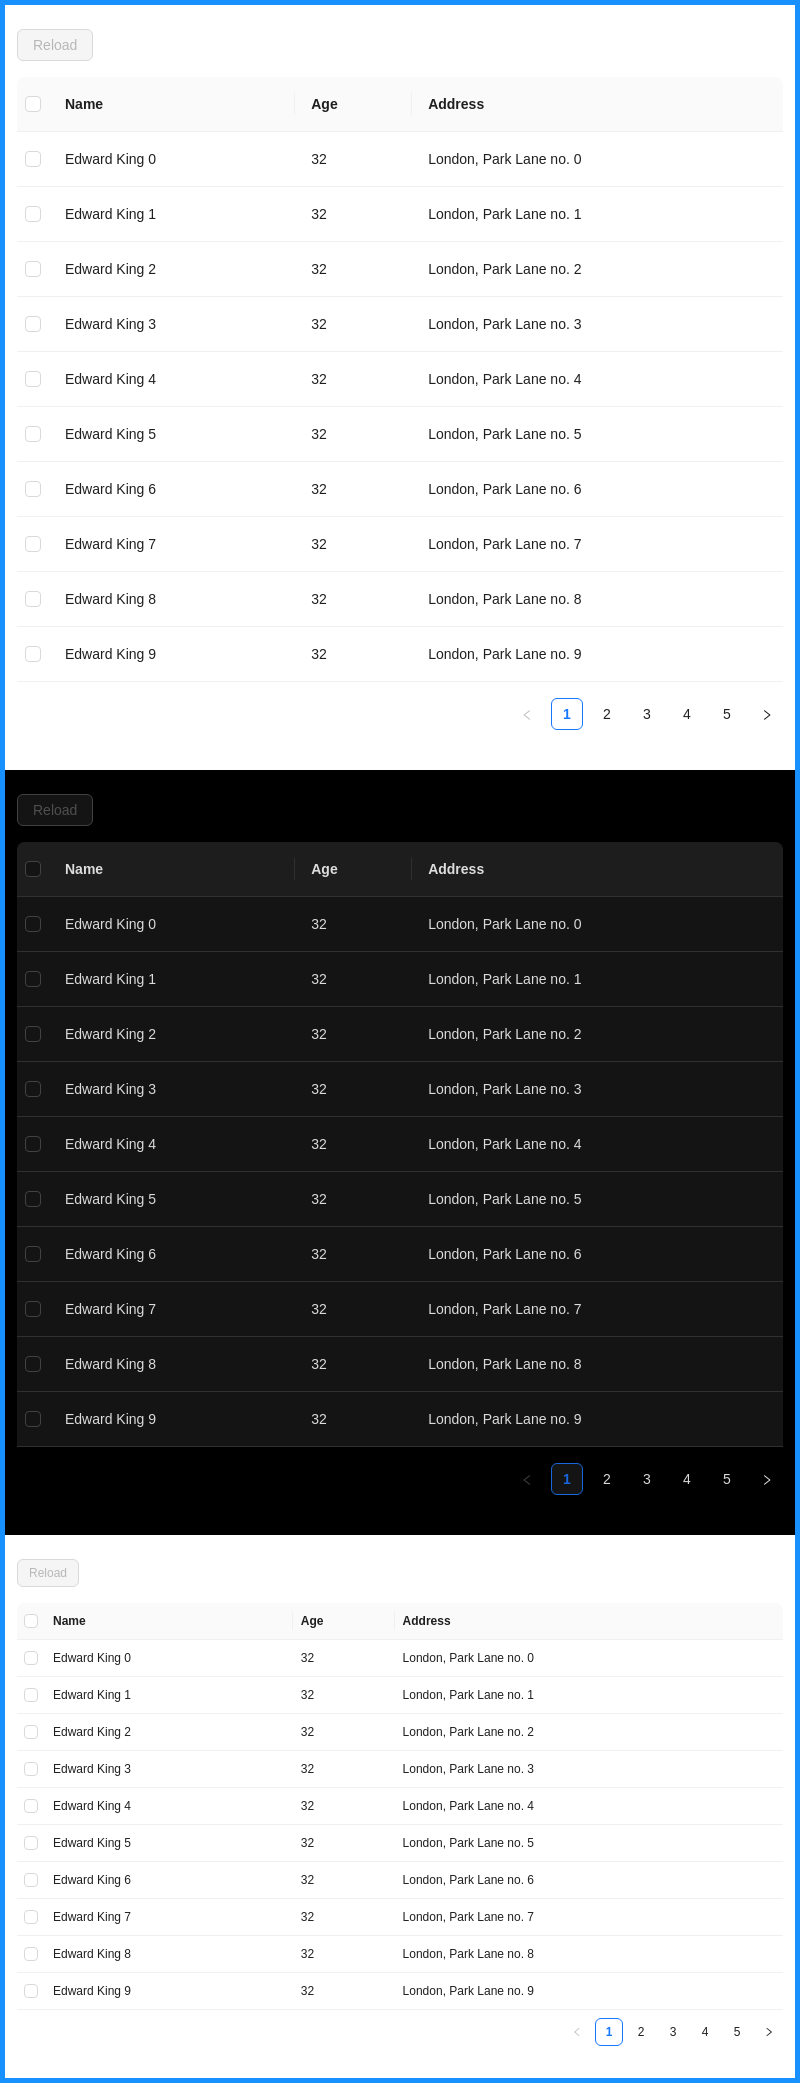 Reload
Name Age Address
Edward King 0 32 London, Park Lane no. 0
Edward King 1 32 London, Park Lane no. 1
Edward King 2 32 London, Park Lane no. 2
Edward King 3 32 London, Park Lane no. 3
Edward King 4 32 London, Park Lane no. 4
Edward King 5 32 London, Park Lane no. 5
Edward King 6 32 London, Park Lane no. 6
Edward King 7 32 London, Park Lane no. 7
Edward King 8 32 London, Park Lane no. 8
Edward King 9 32 London, Park Lane no. 9
1 2 3 4 5
Reload
Name Age Address
Edward King 0 32 London, Park Lane no. 0
Edward King 1 32 London, Park Lane no. 1
Edward King 2 32 London, Park Lane no. 2
Edward King 3 32 London, Park Lane no. 3
Edward King 4 32 London, Park Lane no. 4
Edward King 5 32 London, Park Lane no. 5
Edward King 6 32 London, Park Lane no. 6
Edward King 7 32 London, Park Lane no. 7
Edward King 8 32 London, Park Lane no. 8
Edward King 9 32 London, Park Lane no. 9
1 2 3 4 5
Reload
Name Age Address
Edward King 0 32 London, Park Lane no. 0
Edward King 1 32 London, Park Lane no. 1
Edward King 2 32 London, Park Lane no. 2
Edward King 3 32 London, Park Lane no. 3
Edward King 4 32 London, Park Lane no. 4
Edward King 5 32 London, Park Lane no. 5
Edward King 6 32 London, Park Lane no. 6
Edward King 7 32 London, Park Lane no. 7
Edward King 8 32 London, Park Lane no. 8
Edward King 9 32 London, Park Lane no. 9
1 2 3 4 5